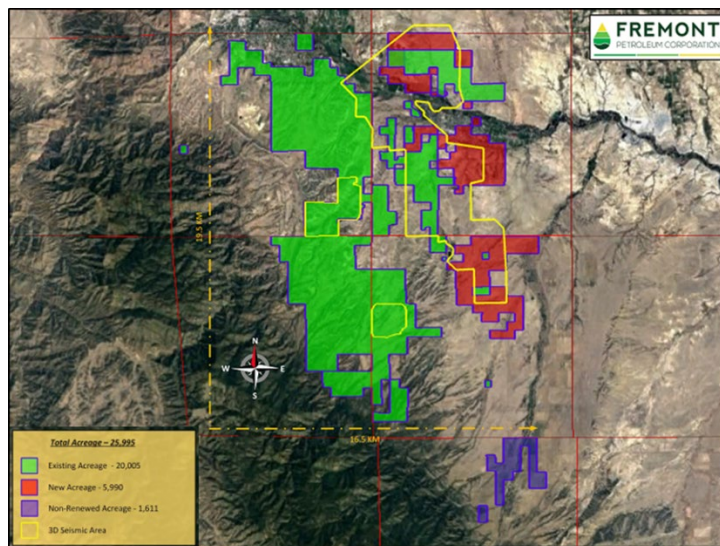 FREMONT
PETROLEUM CORPORATION
19.5 KM
N
W E
S
16.5 KM
Total Acreage – 25,995
Existing Acreage - 20,005
New Acreage - 5,990
Non-Renewed Acreage - 1,611
3D Seismic Area